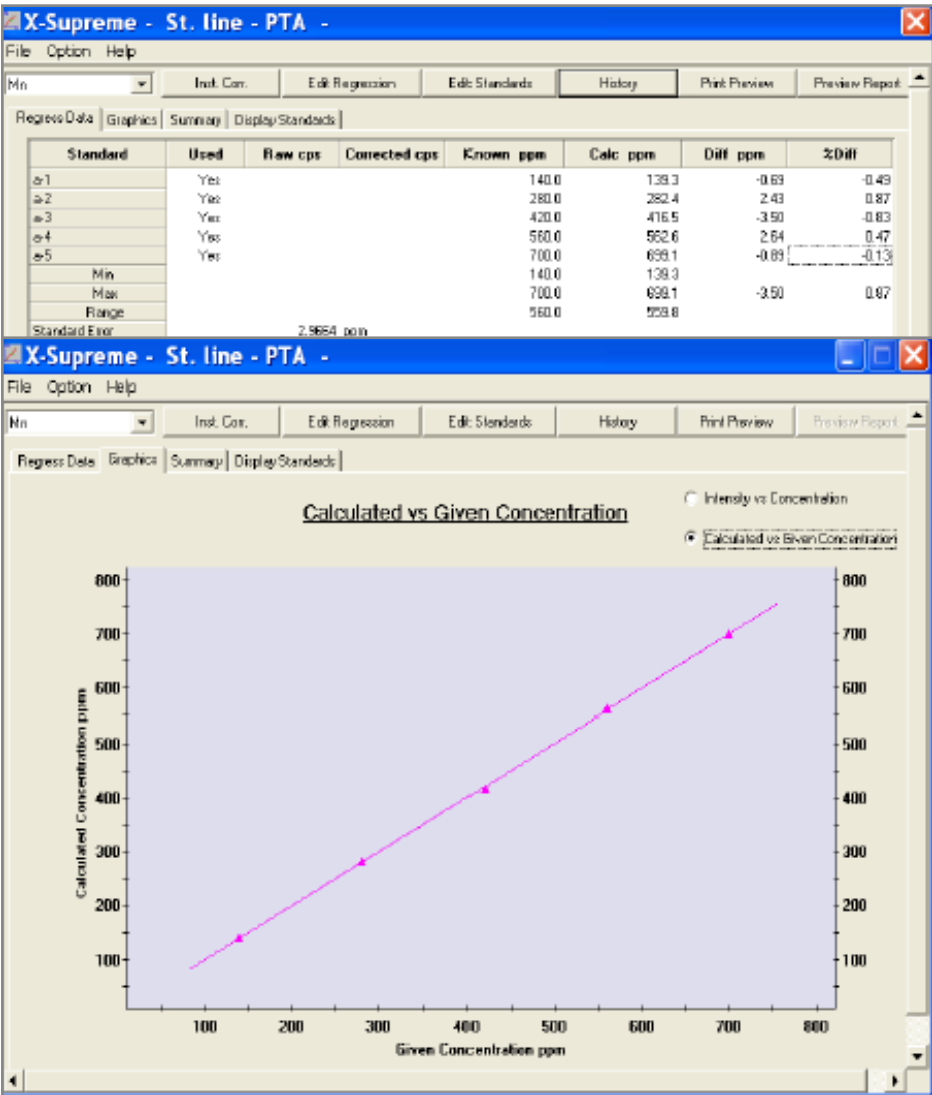 X-Supreme - St. line - PTA -
File Option Help
Mn Inst. Corr. Edit Regression Edit Standards History Print Preview Preview Report
Regress Data Graphics Summary Display Standards
Standard Used Raw cps Corrected cps Known ppm Calc ppm Diff ppm %Diff
a-1 Yes 140.0 139.3 -0.69 -0.49
a-2 Yes 280.0 282.4 2.43 0.87
a-3 Yes 420.0 416.5 -3.50 -0.83
a-4 Yes 560.0 562.6 2.64 0.47
a-5 Yes 700.0 699.1 -0.89 -0.13
Min 140.0 139.3
Max 700.0 699.1 -3.50 0.87
Range 560.0 559.8
Standard Error 2.9664 ppm
X-Supreme - St. line - PTA -
File Option Help
Mn Inst. Corr. Edit Regression Edit Standards History Print Preview Preview Report
Regress Data Graphics Summary Display Standards
Intensity vs Concentration
Calculated vs Given Concentration
Calculated vs Given Concentration
800 800
700 700
600 600
500 500
400 400
300 300
200 200
100 100
Calculated Concentration ppm
100 200 300 400 500 600 700 800
Given Concentration ppm